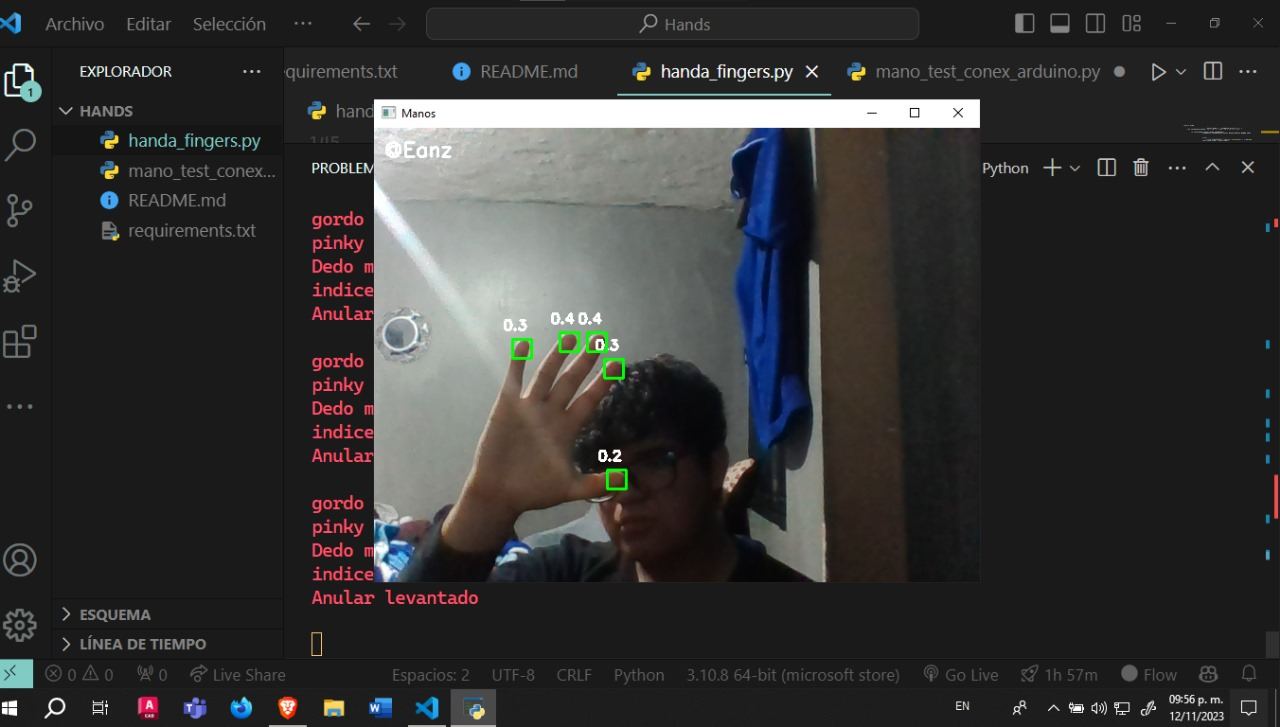 Archivo Editar Selección ··· Hands
EXPLORADOR ···
HANDS
handa_fingers.py
mano_test_conex...
README.md
requirements.txt
ESQUEMA
LÍNEA DE TIEMPO
1
equirements.txt README.md handa_fingers.py mano_test_conex_arduino.py
hand
PROBLEM Python
gordo
pinky
Dedo m
indice
Anular
gordo
pinky
Dedo m
indice
Anular
gordo
pinky
Dedo m
indice
Anular levantado
Manos
@Eanz
0.3 0.4 0.4
0.3
0.2
0 0 0 Live Share Espacios: 2 UTF-8 CRLF Python 3.10.8 64-bit (microsoft store) Go Live 1h 57m Flow
EN 09:56 p. m.
12/11/2023